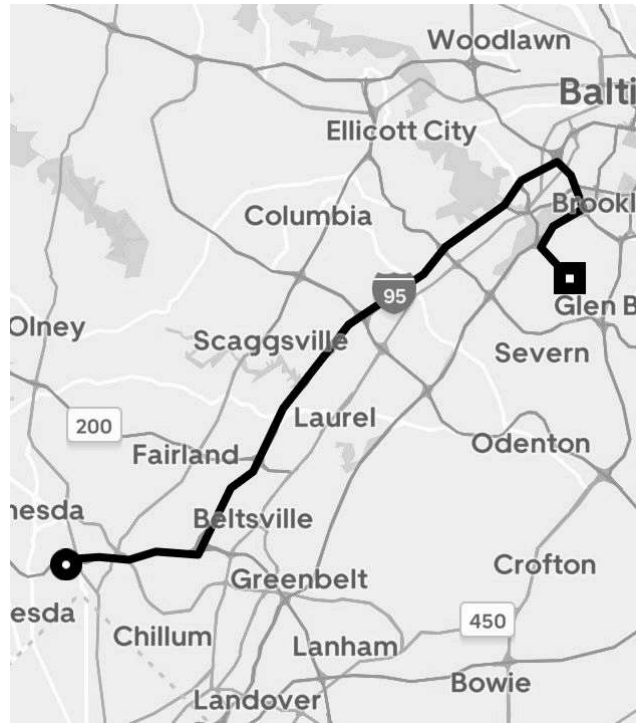 Woodlawn
Balti
Ellicott City
Columbia
Brookl
95
Glen B
Olney
Scaggsville
Severn
200
Laurel
Fairland
Odenton
nesda
Beltsville
Crofton
Greenbelt
esda
450
Chillum
Lanham
Bowie
Landover